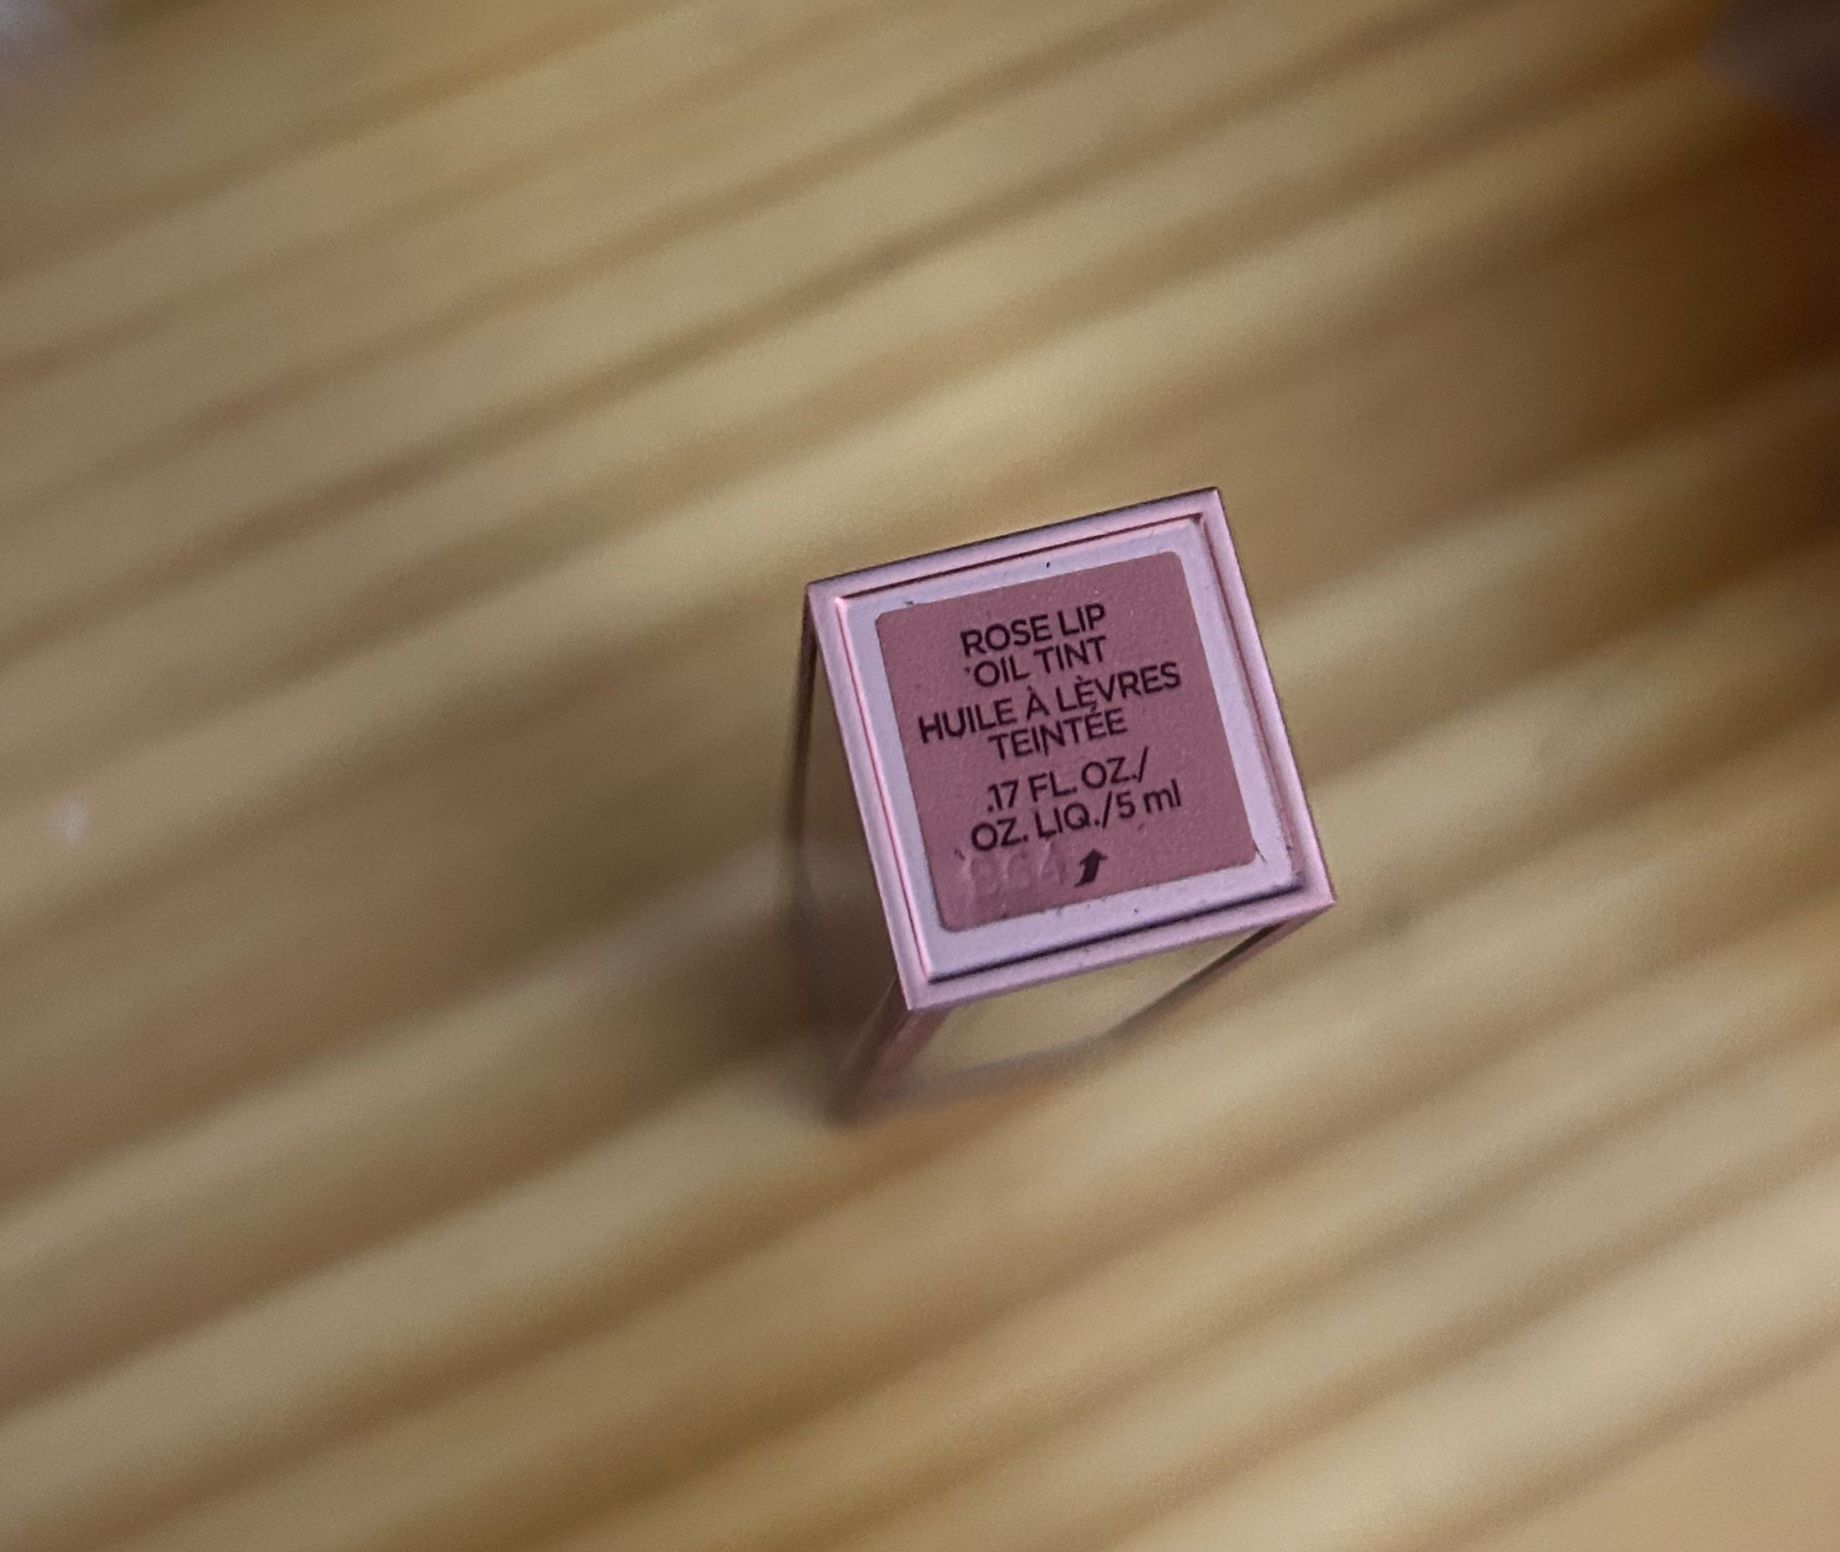 ROSE LIP
OIL TINT
HUILE À LÈVRES
TEINTÉE
.17 FL. OZ./
OZ. LIQ./5 ml